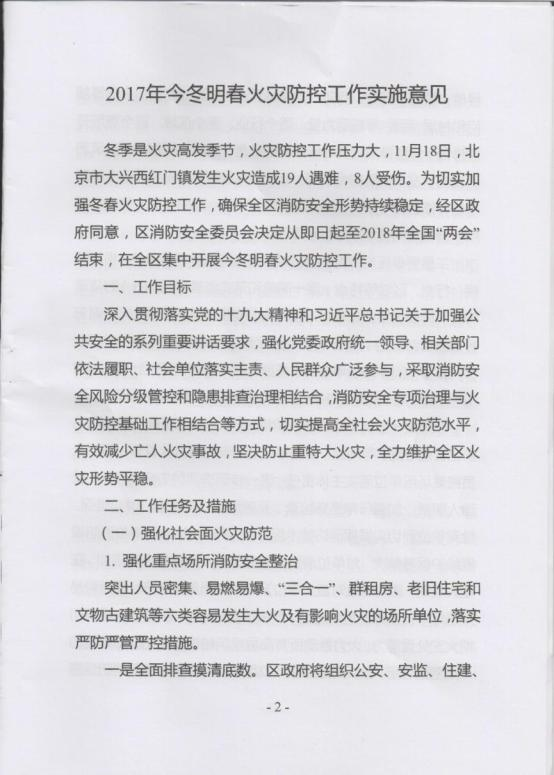 2017年今冬明春火灾防控工作实施意见
冬季是火灾高发季节，火灾防控工作压力大，11月18日，北
京市大兴西红门镇发生火灾造成19人遇难，8人受伤。为切实加
强冬春火灾防控工作，确保全区消防安全形势持续稳定，经区政
府同意，区消防安全委员会决定从即日起至2018年全国“两会”
结束，在全区集中开展今冬明春火灾防控工作。
一、工作目标
深入贯彻落实党的十九大精神和习近平总书记关于加强公
共安全的系列重要讲话要求，强化党委政府统一领导、相关部门
依法履职、社会单位落实主责、人民群众广泛参与，采取消防安
全风险分级管控和隐患排查治理相结合，消防安全专项治理与火
灾防控基础工作相结合等方式，切实提高全社会火灾防范水平，
有效减少亡人火灾事故，坚决防止重特大火灾，全力维护全区火
灾形势平稳。
二、工作任务及措施
（一）强化社会面火灾防范
1. 强化重点场所消防安全整治
突出人员密集、易燃易爆、“三合一”、群租房、老旧住宅和
文物古建筑等六类容易发生大火及有影响火灾的场所单位，落实
严防严管严控措施。
一是全面排查摸清底数。区政府将组织公安、安监、住建、
- 2 -